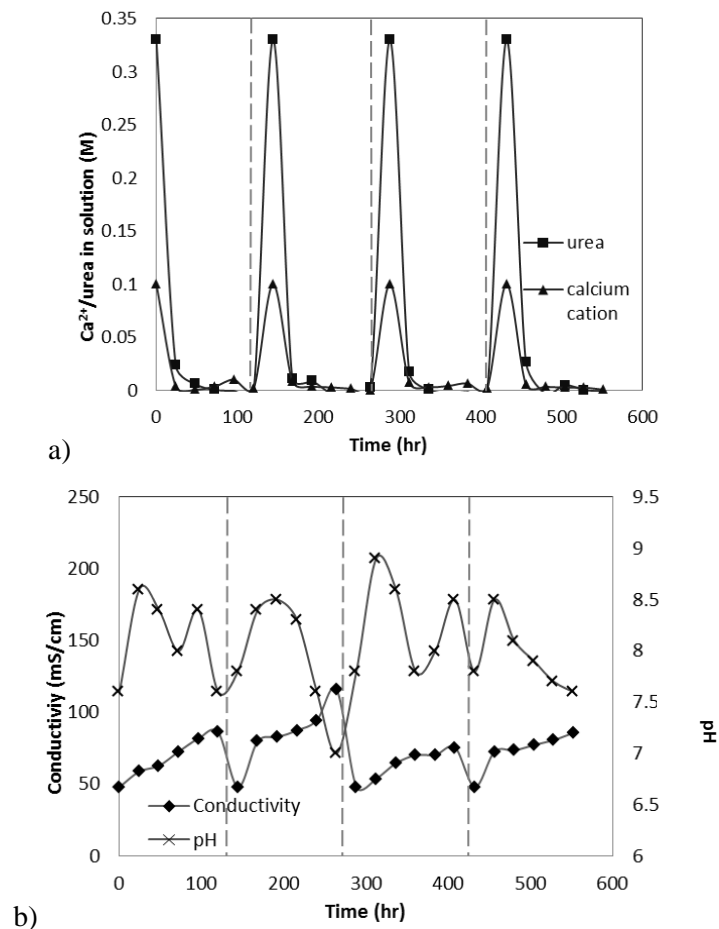 0.35
0.3
0.25
0.2
0.15
0.1
0.05
0
Ca²⁺/urea in solution (M)
urea
calcium
cation
0 100 200 300 400 500 600
Time (hr)
a)
250
200
150
100
50
0
Conductiviy (mS/cm)
9.5
9
8.5
8
7.5
7
6.5
6
pH
Conductivity
pH
0 100 200 300 400 500 600
Time (hr)
b)